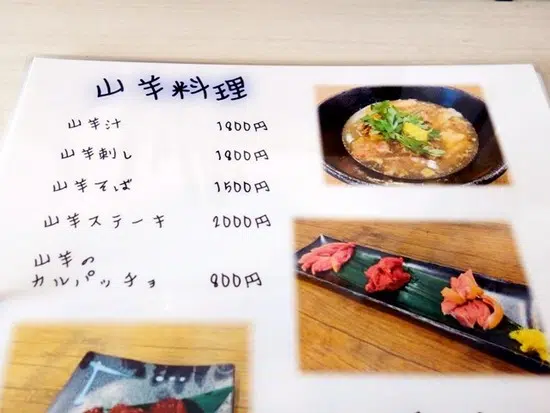 山羊料理
山羊汁 1800円
山羊刺し 1800円
山羊そば 1500円
山羊ステーキ 2000円
山羊の
カルパッチョ 800円